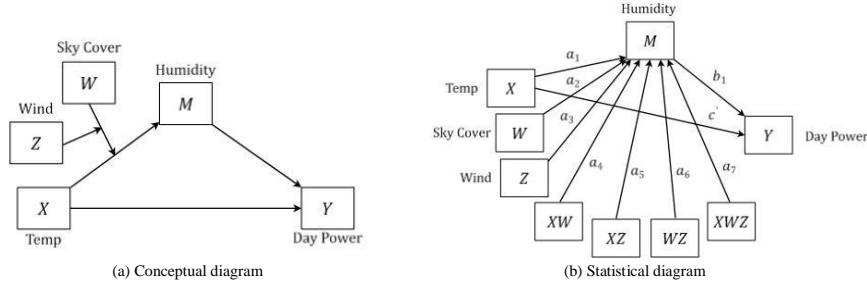 Sky Cover
W
Humidity
M
Wind
Z
X
Temp
Y
Day Power
(a) Conceptual diagram
Humidity
M
a1
a2
b1
Temp
X
c'
Sky Cover
W
a3
Y
Day Power
Wind
Z
a4
a5
a6
a7
XW
XZ
WZ
XWZ
(b) Statistical diagram